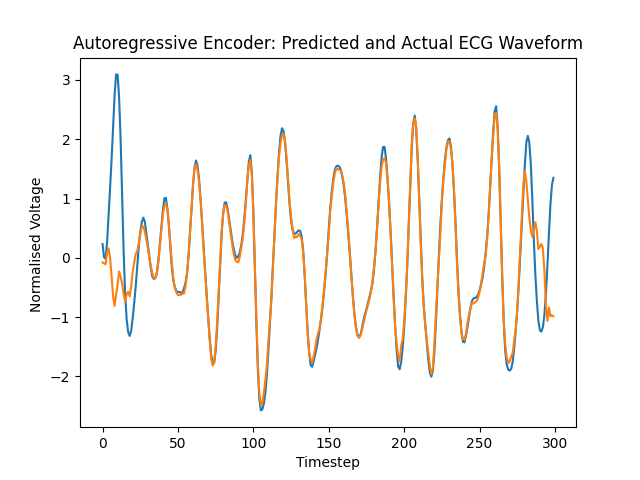 Autoregressive Encoder: Predicted and Actual ECG Waveform
3
2
1
0
−1
−2
Normalised Voltage
0 50 100 150 200 250 300
Timestep